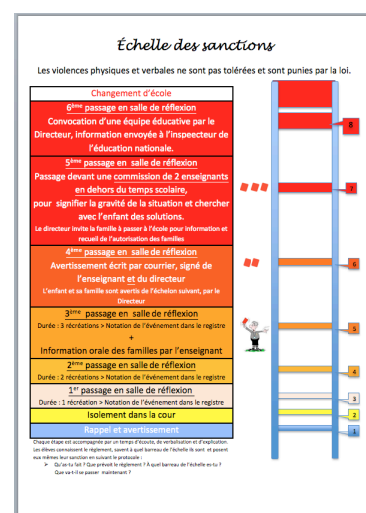 Échelle des sanctions
Les violences physiques et verbales ne sont pas tolérées et sont punies par la loi.
Changement d'école
6ème passage en salle de réflexion
Convocation d'une équipe éducative par le
Directeur, information envoyée à l'inspecteur de
l'éducation nationale.
5ème passage en salle de réflexion
Passage devant une commission de 2 enseignants
en dehors du temps scolaire,
pour signifier la gravité de la situation et chercher
avec l'enfant des solutions.
Le directeur invite la famille à passer à l'école pour information et
recueil de l'autorisation des familles
4ème passage en salle de réflexion
Avertissement écrit par courrier, signé de
l'enseignant et du directeur
L'enfant et sa famille sont avertis de l'échelon suivant, par le
Directeur
3ème passage en salle de réflexion
Durée : 3 récréations > Notation de l'événement dans le registre
+
Information orale des familles par l'enseignant
2ème passage en salle de réflexion
Durée : 2 récréations > Notation de l'événement dans le registre
1er passage en salle de réflexion
Durée : 1 récréation > Notation de l'événement dans le registre
Isolement dans la cour
Rappel et avertissement
8
7
6
5
4
3
2
1
Chaque étape est accompagnée par un temps d'écoute, de verbalisation et d'explication.
Les élèves connaissent le règlement, savent à quel barreau de l'échelle ils sont et posent
eux mêmes leur sanction en suivant le protocole :
➤ Qu'as-tu fait ? Que prévoit le règlement ? À quel barreau de l'échelle es-tu ?
Que va-t-il se passer maintenant ?